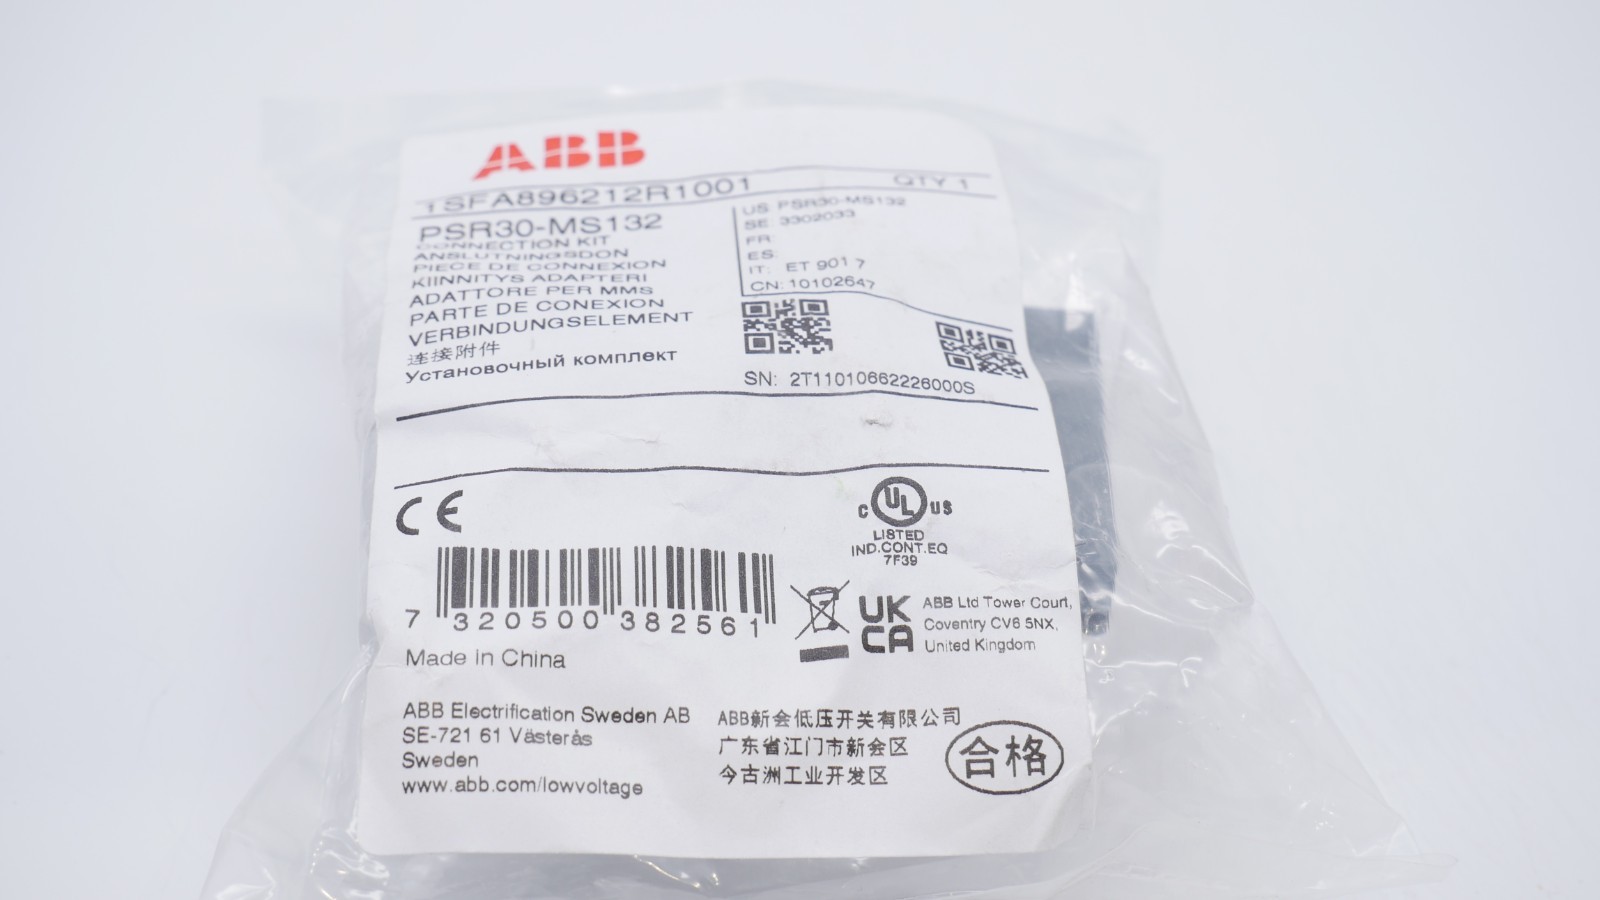 ABB
1SFA896212R1001
QTY 1
PSR30-MS132
CONNECTION KIT
ANSLUTNINGSDON
PIECE DE CONNEXION
KIINNITYS ADAPTERI
ADATTORE PER MMS
PARTE DE CONEXION
VERBINDUNGSELEMENT
连接附件
Установочный комплект
US: PSR30-MS132
SE: 3302033
FR:
ES:
IT: ET 901 7
CN: 10102647
SN: 2T11010662226000S
CE
C UL US
LISTED
IND.CONT.EQ
7F39
7 320500 382561
Made in China
UK
CA
ABB Ltd Tower Court,
Coventry CV6 5NX,
United Kingdom
ABB Electrification Sweden AB
SE-721 61 Västerås
Sweden
www.abb.com/lowvoltage
ABB新会低压开关有限公司
广东省江门市新会区
今古洲工业开发区
合格